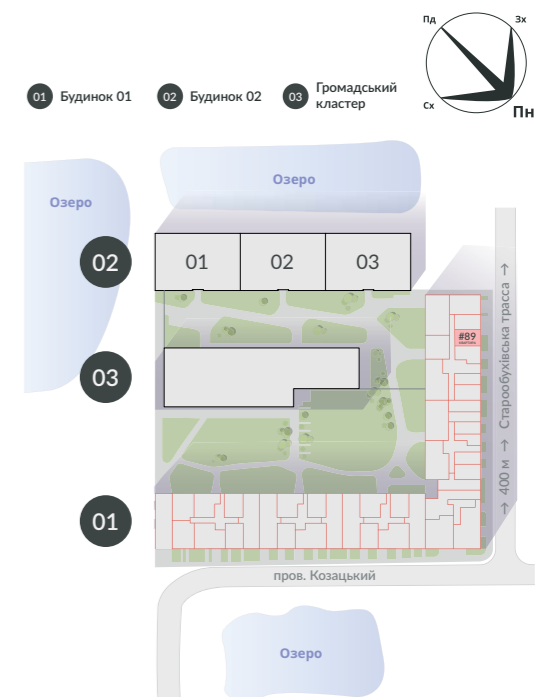 Пд
Зх
Сх
Пн
01 Будинок 01
02 Будинок 02
03 Громадський
кластер
Озеро
Озеро
02
01
02
03
#89
03
→ 400 м → Старообухівська трасса →
01
пров. Козацький
Озеро